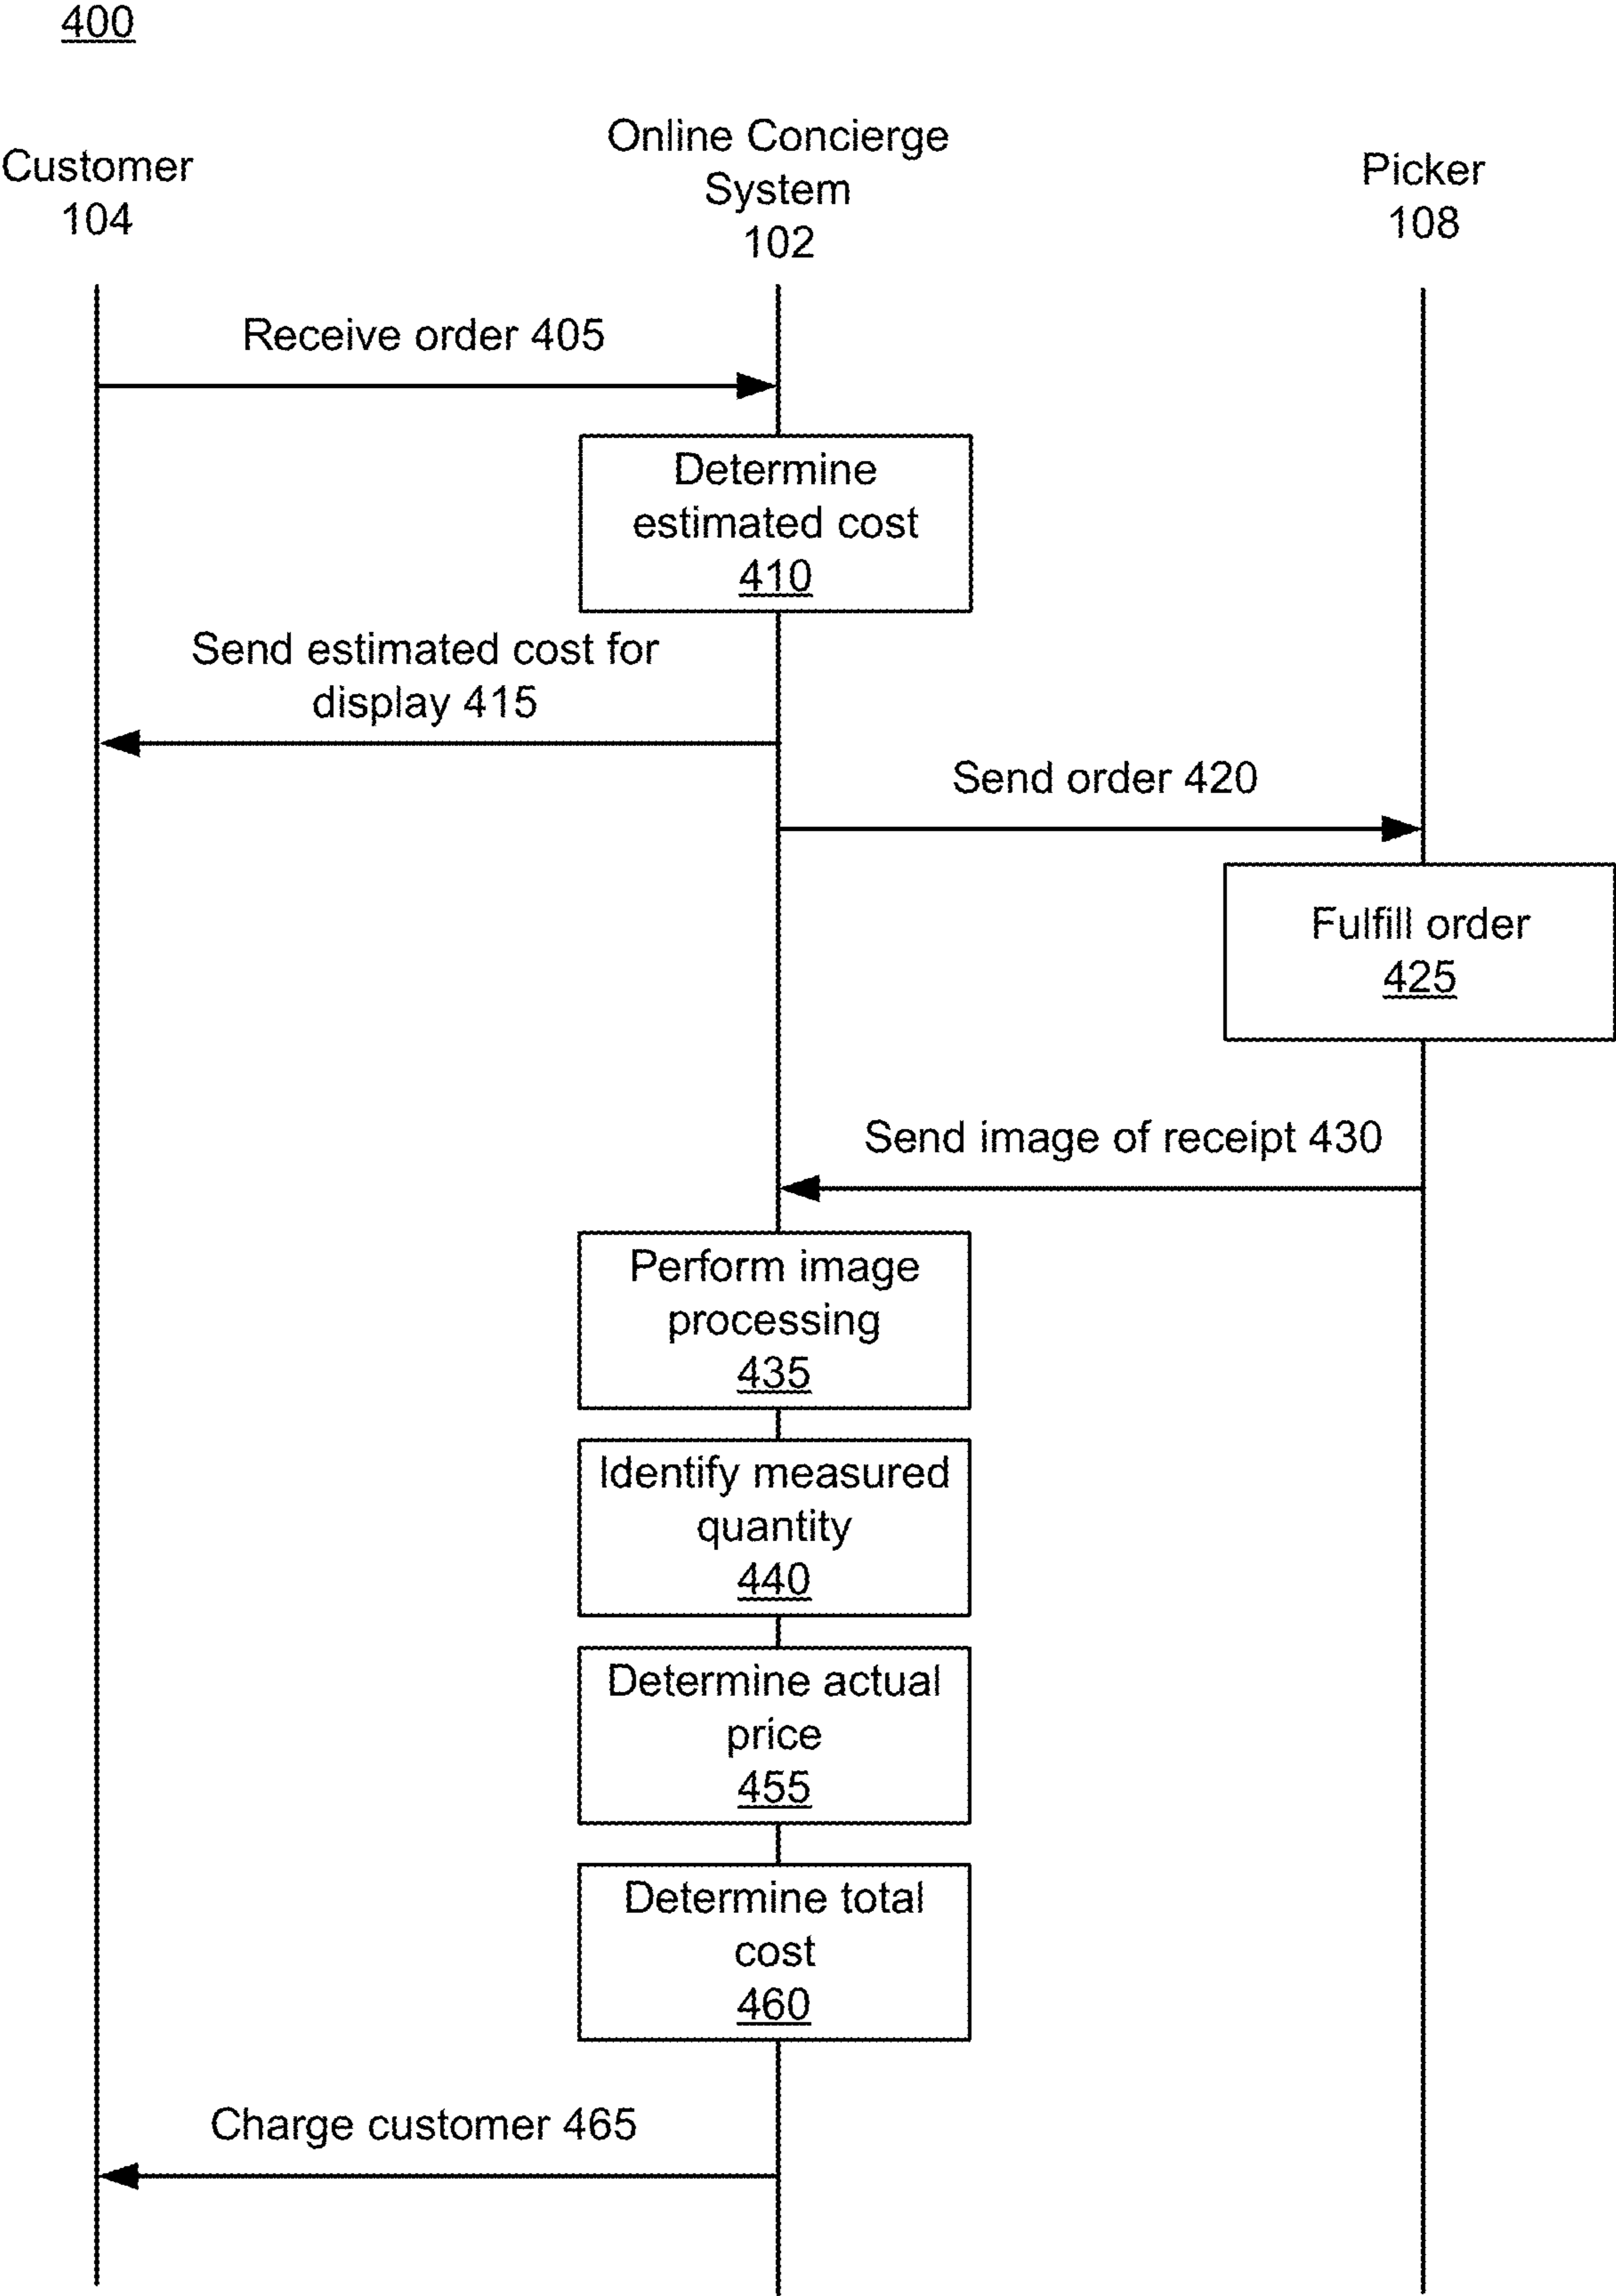 400
Customer
104
Online Concierge
System
102
Picker
108
Receive order 405
Determine
estimated cost
410
Send estimated cost for
display 415
Send order 420
Fulfill order
425
Send image of receipt 430
Perform image
processing
435
Identify measured
quantity
440
Determine actual
price
455
Determine total
cost
460
Charge customer 465